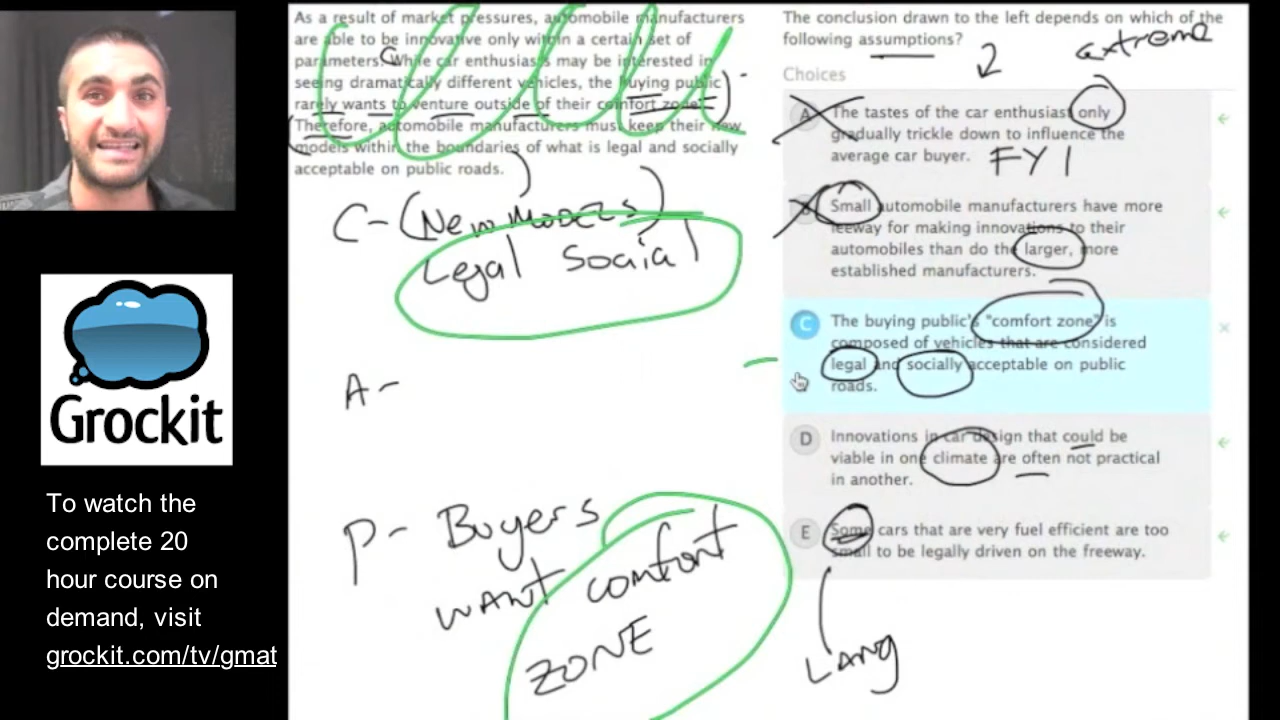 As a result of market pressures, automobile manufacturers
are able to be innovative only within a certain set of
parameters. While car enthusiasts may be interested in
seeing dramatically different vehicles, the buying public
rarely wants to venture outside of their comfort zone.
Therefore, automobile manufacturers must keep their new
models within the boundaries of what is legal and socially
acceptable on public roads.
C - (New Models)
Legal Social
A -
P - Buyers
WANT comfort
ZONE
The conclusion drawn to the left depends on which of the
following assumptions?
extreme
Choices
A The tastes of the car enthusiast only
gradually trickle down to influence the
average car buyer.
FYI
B Small automobile manufacturers have more
leeway for making innovations to their
automobiles than do the larger, more
established manufacturers.
C The buying public's "comfort zone" is
composed of vehicles that are considered
legal and socially acceptable on public
roads.
D Innovations in car design that could be
viable in one climate are often not practical
in another.
E Some cars that are very fuel efficient are too
small to be legally driven on the freeway.
LANG
Grockit
To watch the
complete 20
hour course on
demand, visit
grockit.com/tv/gmat